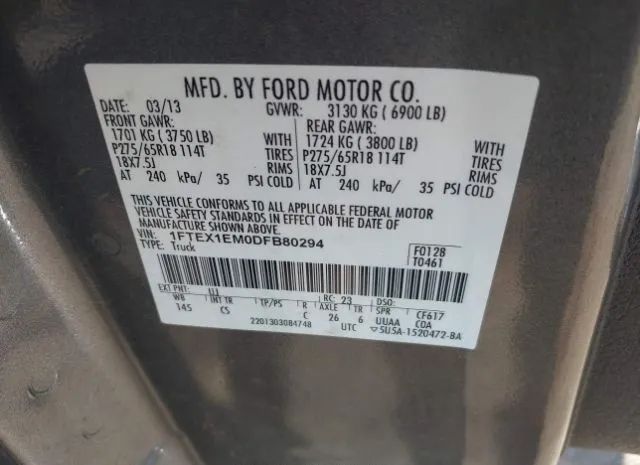 MFD. BY FORD MOTOR CO.
DATE: 03/13 GVWR: 3130 KG ( 6900 LB)
FRONT GAWR: REAR GAWR:
1701 KG ( 3750 LB) WITH 1724 KG ( 3800 LB) WITH
P275/65R18 114T TIRES P275/65R18 114T TIRES
18X7.5J RIMS 18X7.5J RIMS
AT 240 kPa/ 35 PSI COLD AT 240 kPa/ 35 PSI COLD
THIS VEHICLE CONFORMS TO ALL APPLICABLE FEDERAL MOTOR
VEHICLE SAFETY STANDARDS IN EFFECT ON THE DATE OF
MANUFACTURE SHOWN ABOVE.
VIN: 1FTEX1EM0DFB80294 F0128
TYPE: Truck T0461
EXT PNT: UJ RC: 23 DSO:
WB INT TR TP/PS R AXLE TR SPR CF617
145 CS C 26 6 UUAA CDA
2201303084748 UTC SU5A-1520472-BA